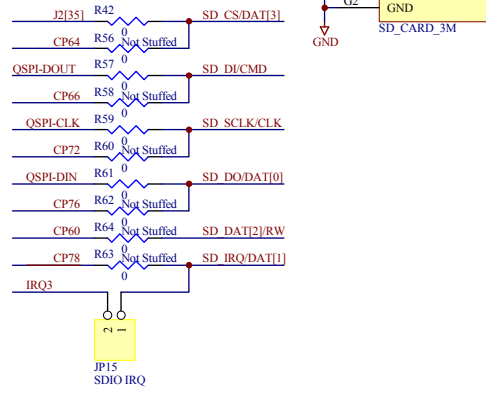 J2[35] R42 0 SD_CS/DAT[3]
CP64 R56 Not Stuffed 0
QSPI-DOUT R57 SD_DI/CMD 0
CP66 R58 Not Stuffed 0
QSPI-CLK R59 SD_SCLK/CLK 0
CP72 R60 Not Stuffed 0
QSPI-DIN R61 SD_DO/DAT[0] 0
CP76 R62 Not Stuffed 0
CP60 R64 Not Stuffed SD_DAT[2]/RW 0
CP78 R63 Not Stuffed SD_IRQ/DAT[1] 0
IRQ3
2 1
JP15
SDIO IRQ
G2 GND
GND
SD_CARD_3M